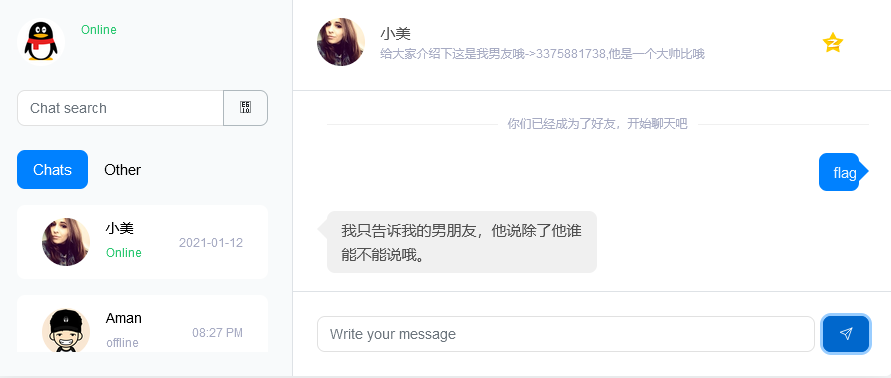 Online
Chat search
Chats
Other
小美
2021-01-12
Online
Aman
08:27 PM
offline
小美
给大家介绍下这是我男友哦->3375881738,他是一个大帅比哦
你们已经成为了好友，开始聊天吧
flag
我只告诉我的男朋友，他说除了他谁
能不能说哦。
Write your message